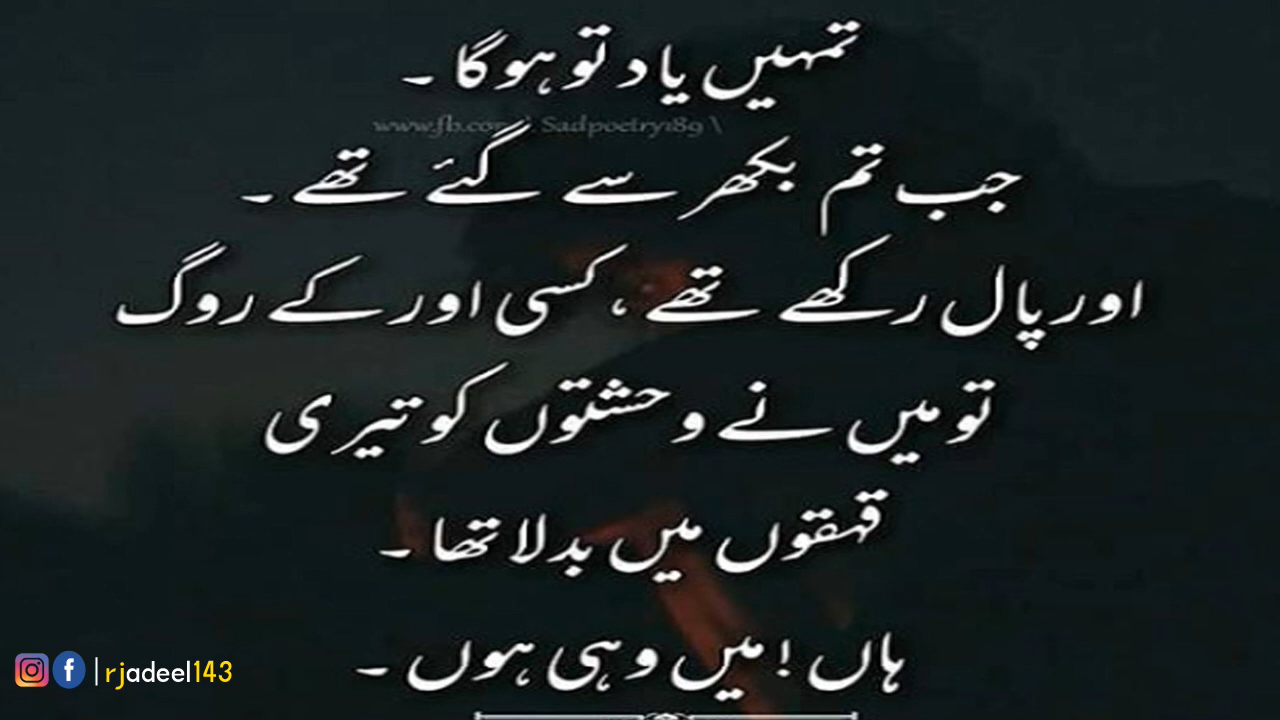 تمہیں یاد تو ہوگا ۔
www.fb.com \ Sadpoetry189 \
جب تم بکھر سے گئے تھے ۔
اور پال رکھے تھے ، کسی اور کے روگ
تو میں نے وحشتوں کو تیری
قہقوں میں بدلا تھا ۔
ہاں ! میں وہی ہوں ۔
| rjadeel143